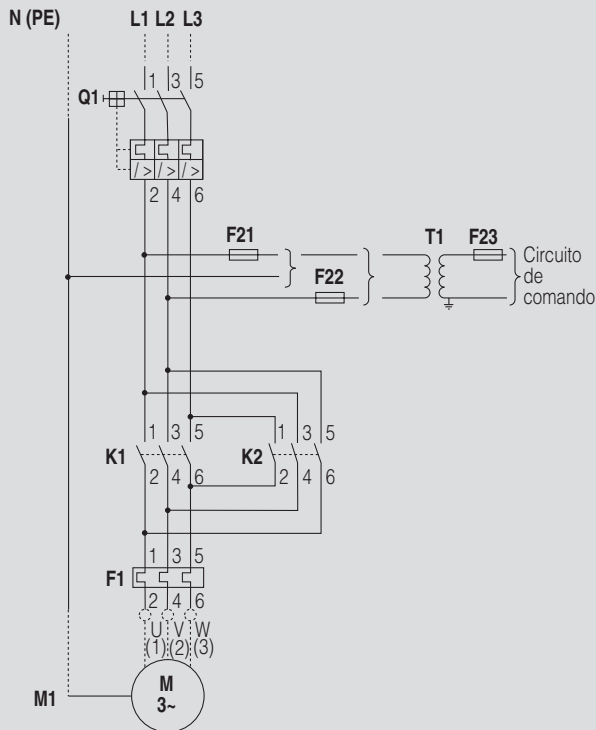 N (PE) L1 L2 L3
1 3 5
Q1
/> /> />
2 4 6
F21 T1 F23
F22
Circuito
de
comando
1 3 5 1 3 5
K1 K2
2 4 6 2 4 6
1 3 5
F1
2 4 6
U V W
(1) (2) (3)
M1
M
3~